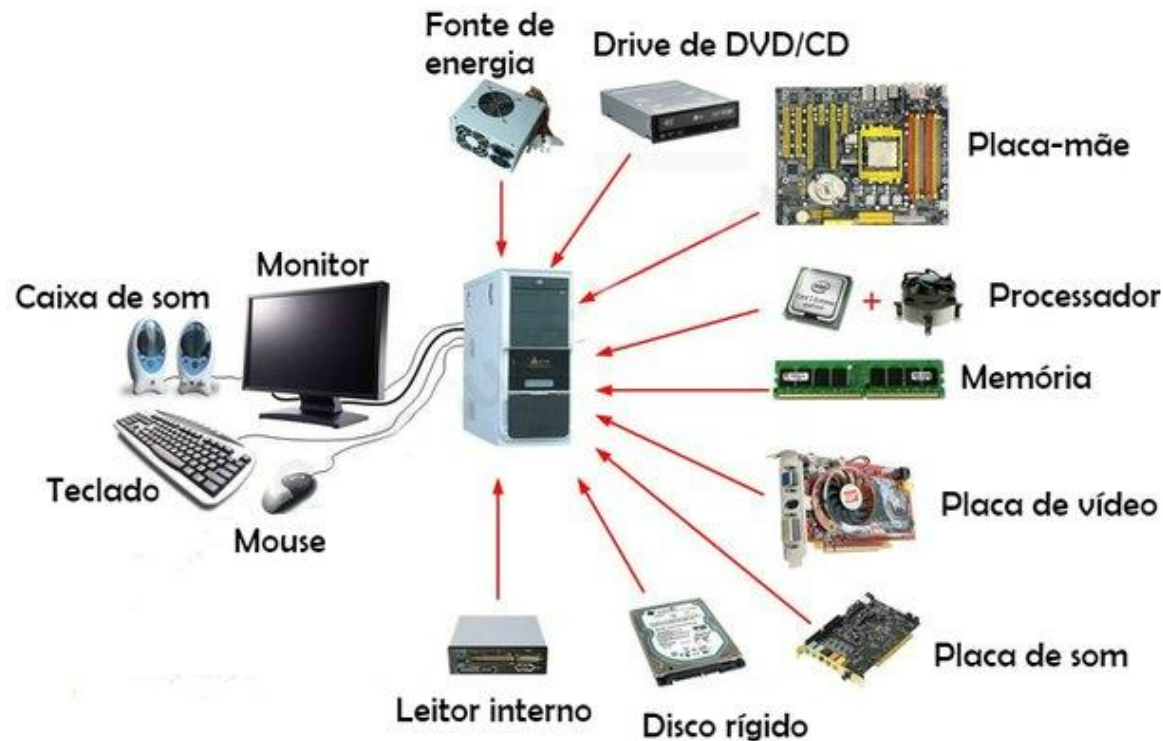 Fonte de
energia
Drive de DVD/CD
Placa-mãe
Monitor
Caixa de som
Processador
Memória
Teclado
Placa de vídeo
Mouse
Placa de som
Leitor interno
Disco rígido